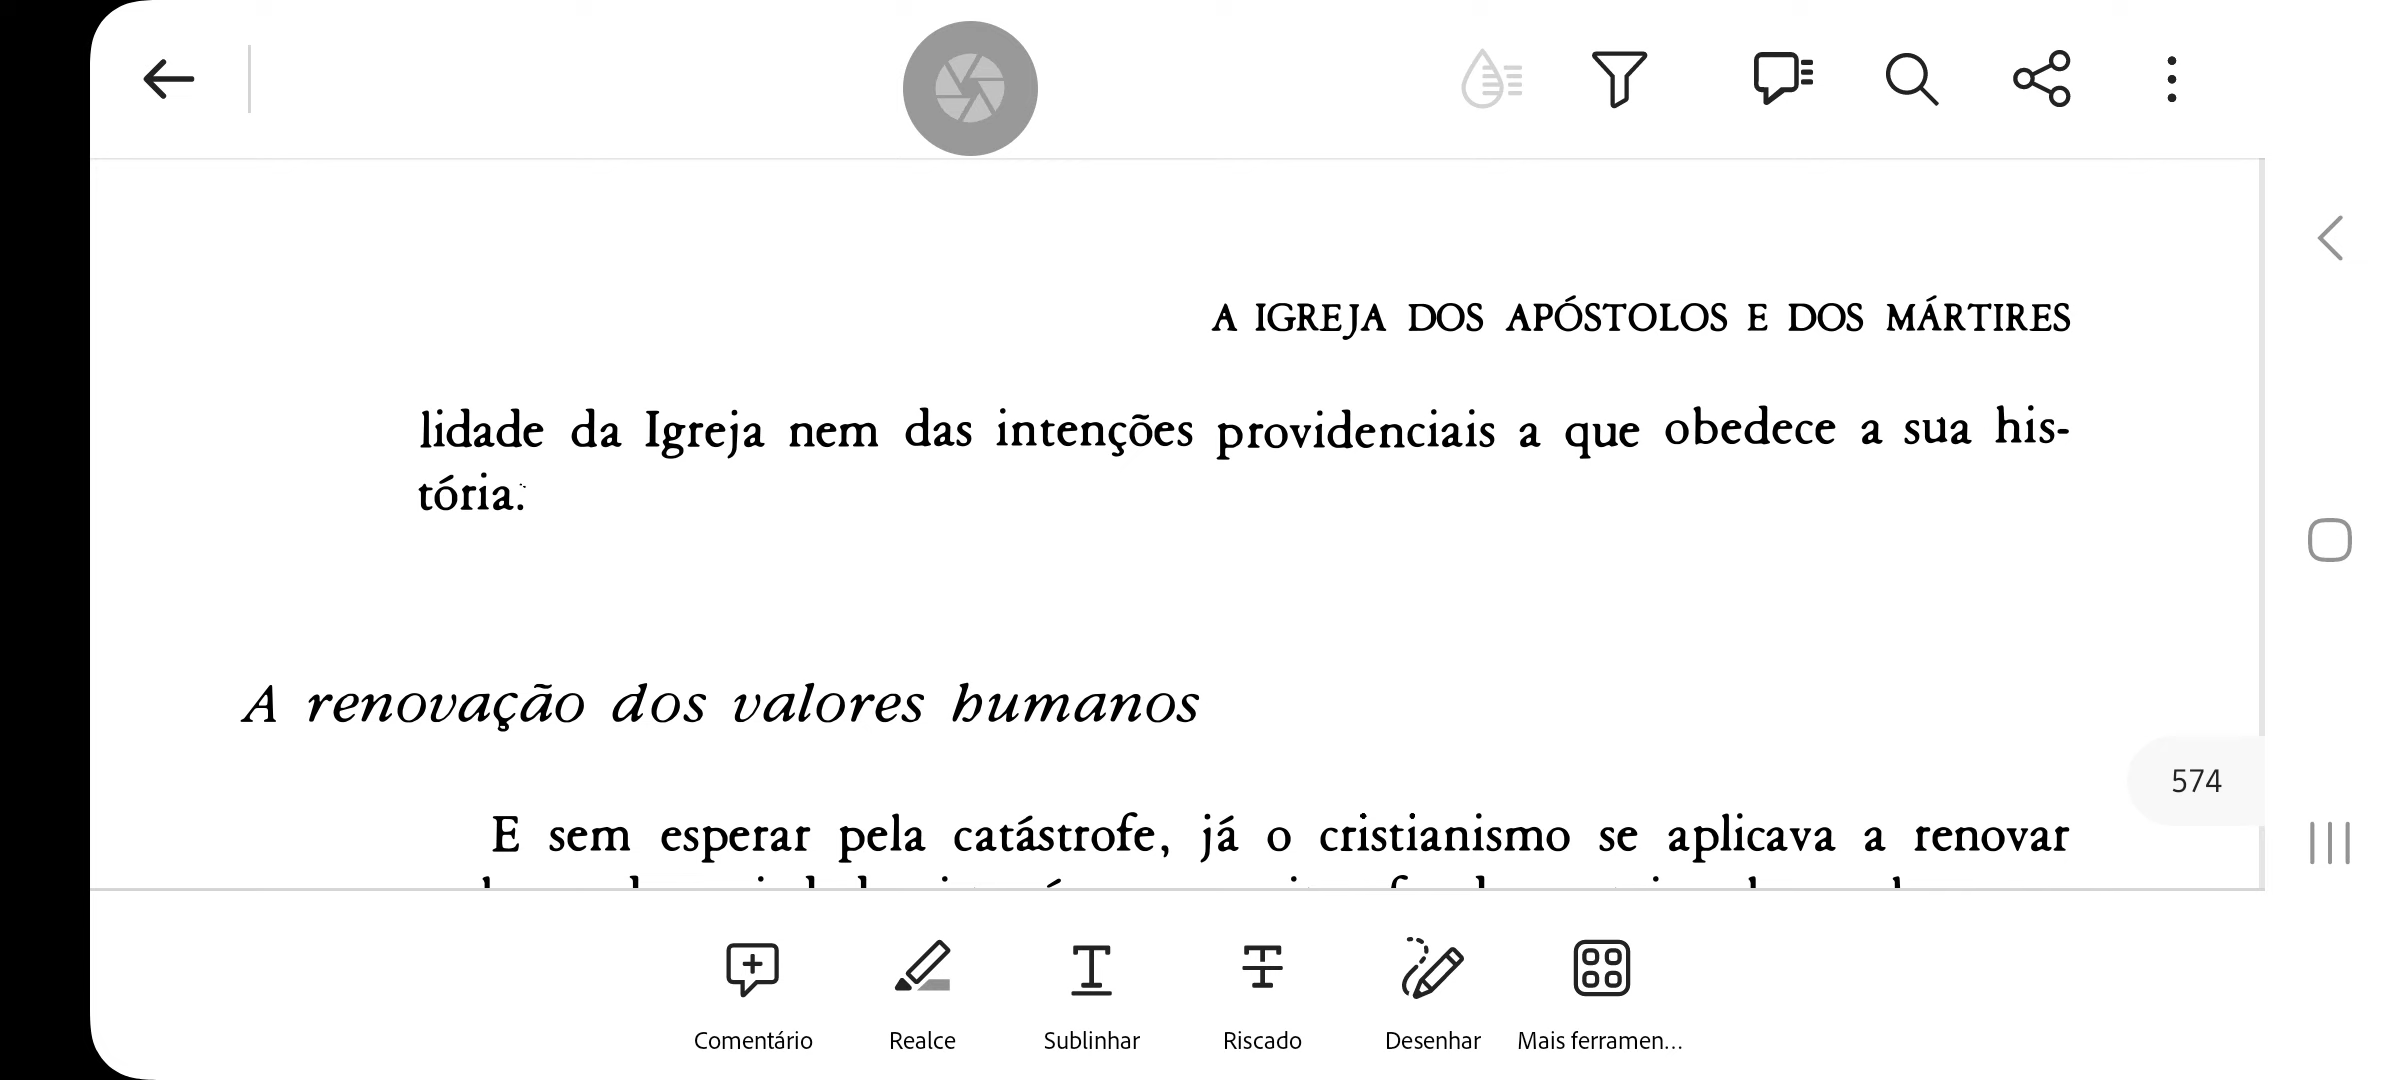 A IGREJA DOS APÓSTOLOS E DOS MÁRTIRES
lidade da Igreja nem das intenções providenciais a que obedece a sua his-
tória.
A renovação dos valores humanos
574
E sem esperar pela catástrofe, já o cristianismo se aplicava a renovar
Comentário Realce Sublinhar Riscado Desenhar Mais ferramen...